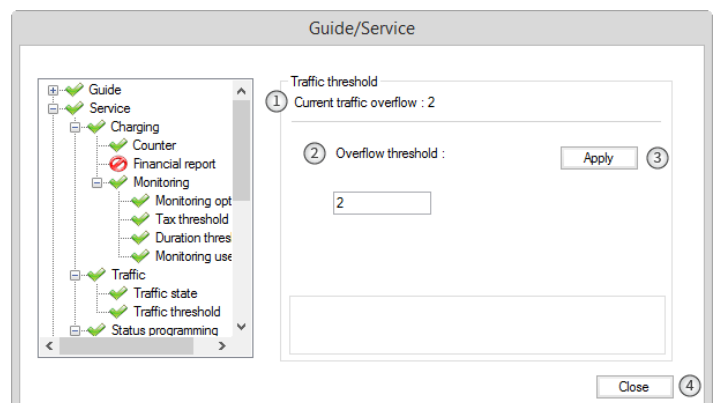 Guide/Service
Guide
Service
Charging
Counter
Financial report
Monitoring
Monitoring opt
Tax threshold
Duration thres
Monitoring use
Traffic
Traffic state
Traffic threshold
Status programming
Traffic threshold
1 Current traffic overflow : 2
2 Overflow threshold :
Apply 3
2
Close 4